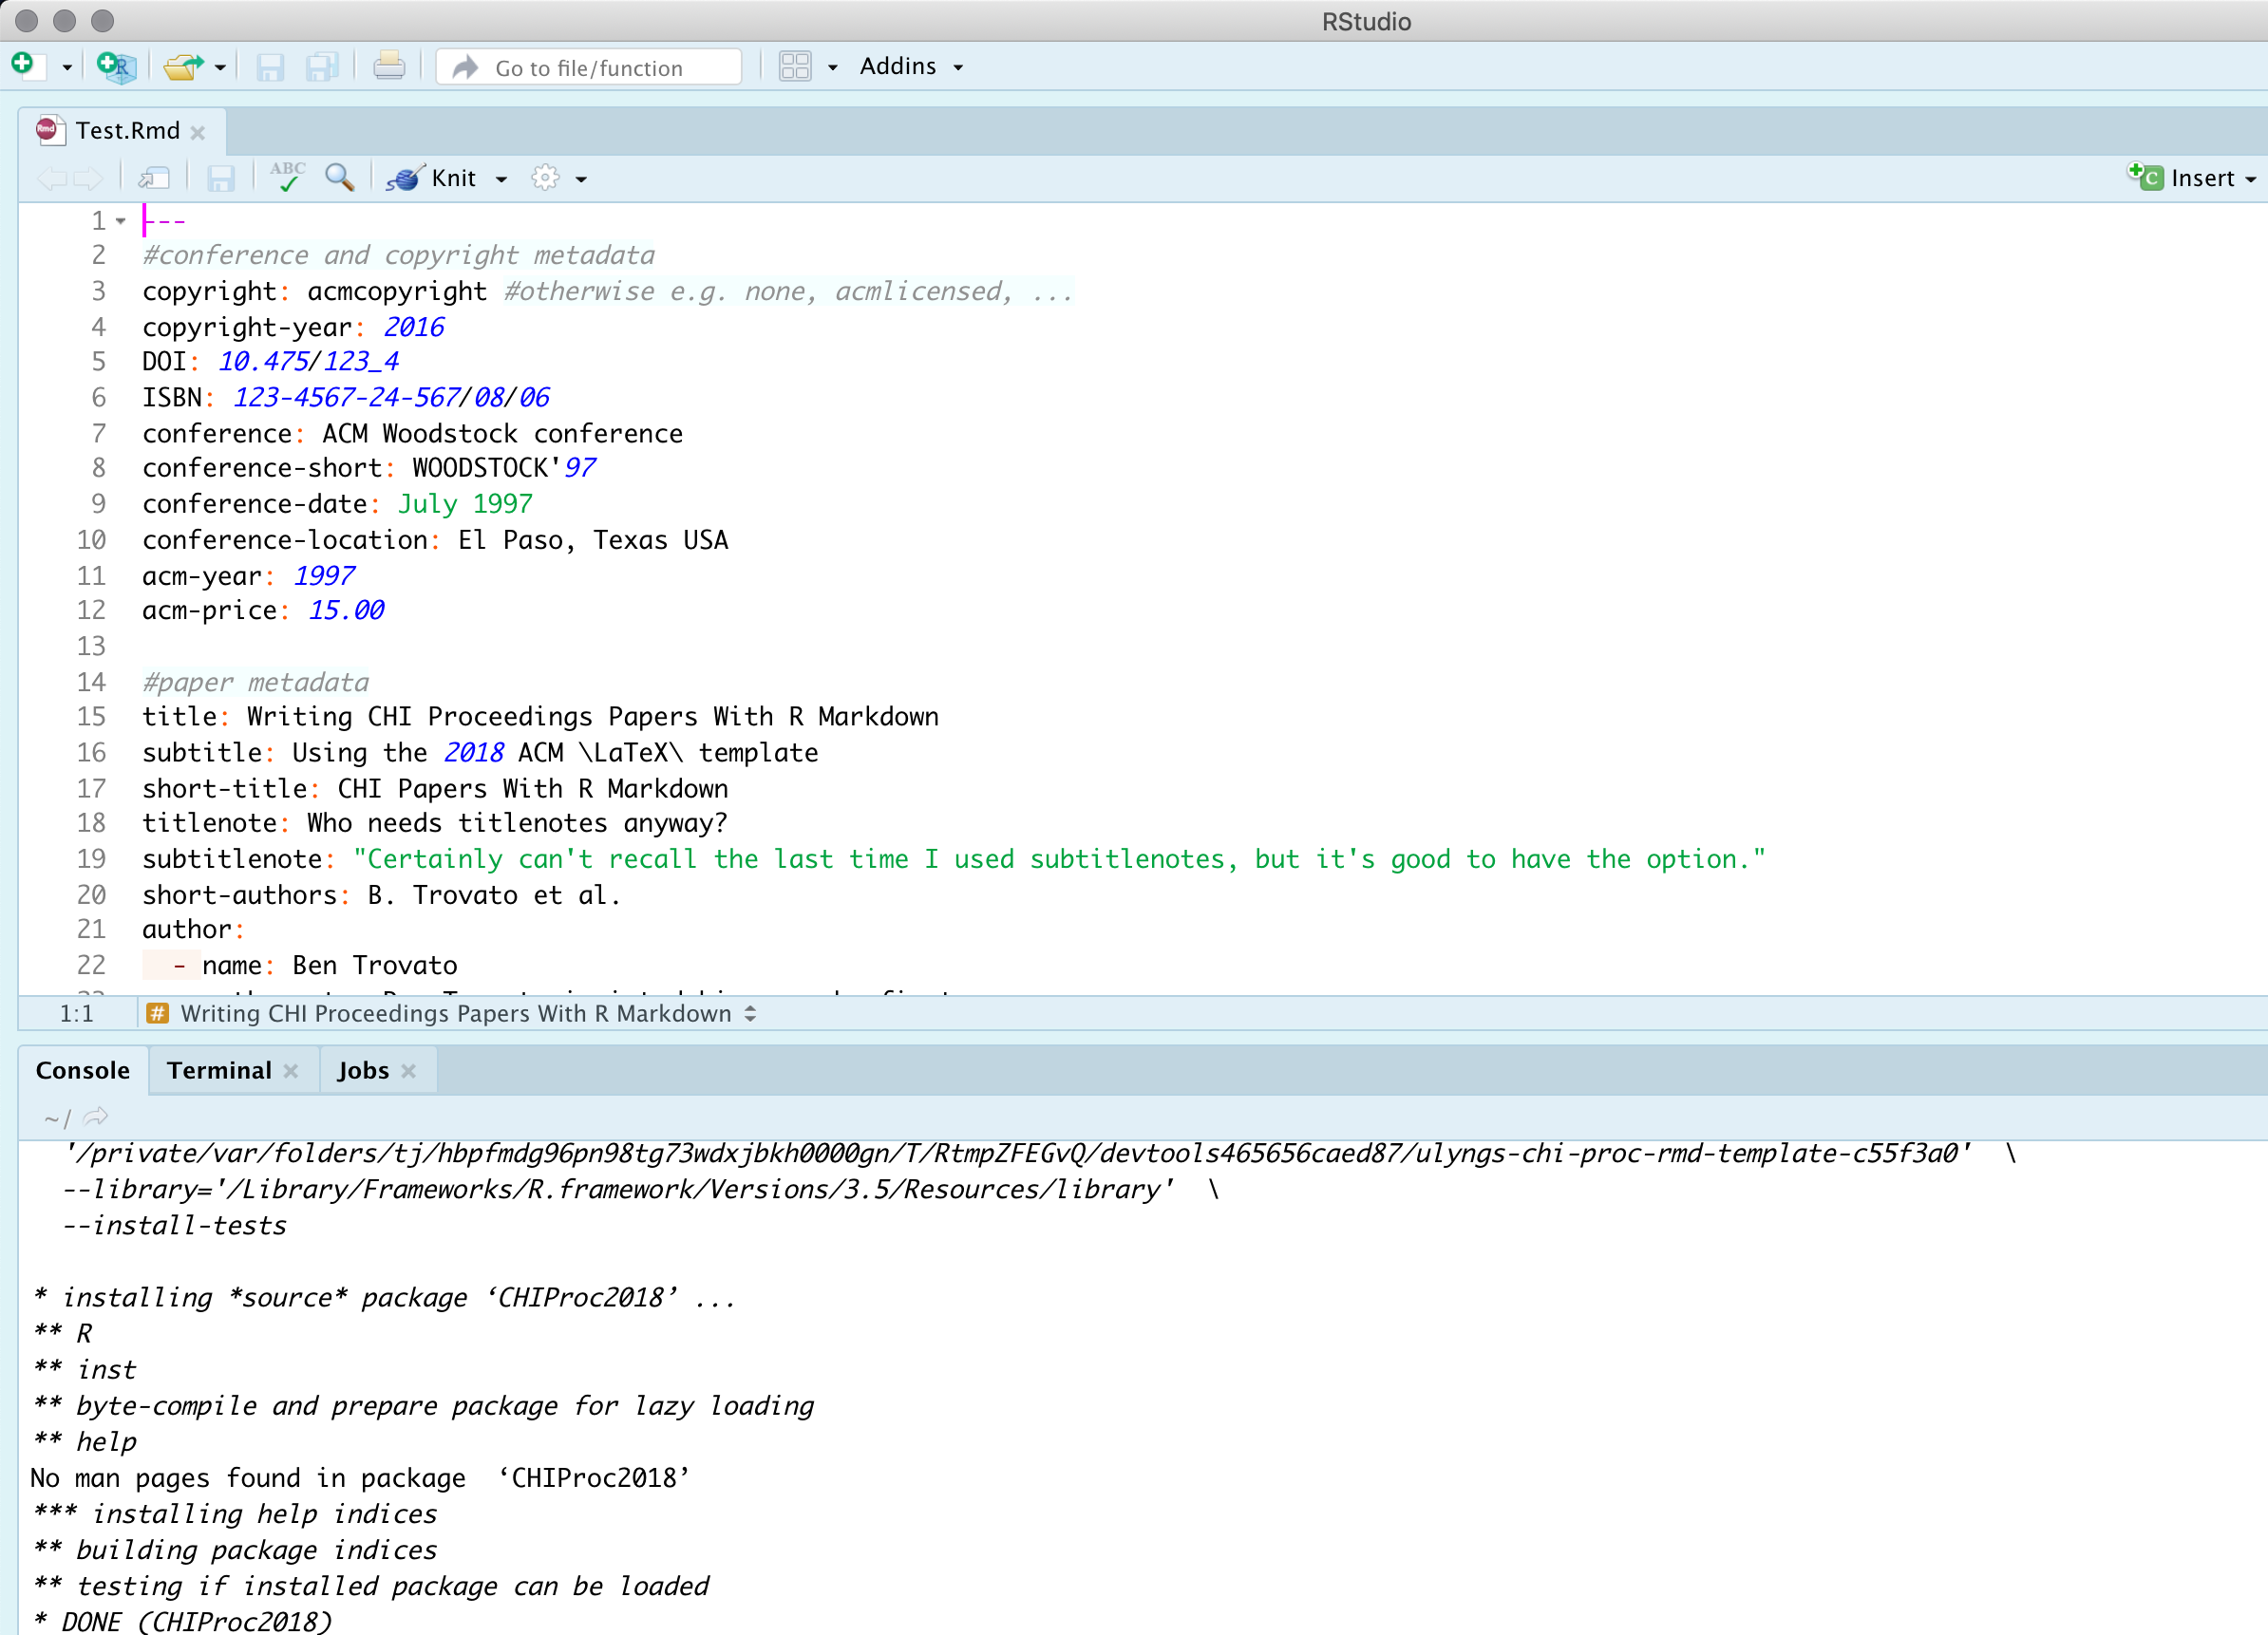 RStudio
Go to file/function
Addins
Test.Rmd
ABC
Knit
Insert
1 ---
2 #conference and copyright metadata
3 copyright: acmcopyright #otherwise e.g. none, acmlicensed, ...
4 copyright-year: 2016
5 DOI: 10.475/123_4
6 ISBN: 123-4567-24-567/08/06
7 conference: ACM Woodstock conference
8 conference-short: WOODSTOCK'97
9 conference-date: July 1997
10 conference-location: El Paso, Texas USA
11 acm-year: 1997
12 acm-price: 15.00
13
14 #paper metadata
15 title: Writing CHI Proceedings Papers With R Markdown
16 subtitle: Using the 2018 ACM \LaTeX\ template
17 short-title: CHI Papers With R Markdown
18 titlenote: Who needs titlenotes anyway?
19 subtitlenote: "Certainly can't recall the last time I used subtitlenotes, but it's good to have the option."
20 short-authors: B. Trovato et al.
21 author:
22 - name: Ben Trovato
1:1 # Writing CHI Proceedings Papers With R Markdown
Console Terminal Jobs
~/
'/private/var/folders/tj/hbpfmdg96pn98tg73wdxjbkh0000gn/T/RtmpZFEGvQ/devtools465656caed87/ulyngs-chi-proc-rmd-template-c55f3a0' \
--library='/Library/Frameworks/R.framework/Versions/3.5/Resources/library' \
--install-tests
* installing *source* package ‘CHIProc2018’ ...
** R
** inst
** byte-compile and prepare package for lazy loading
** help
No man pages found in package ‘CHIProc2018’
*** installing help indices
** building package indices
** testing if installed package can be loaded
* DONE (CHIProc2018)